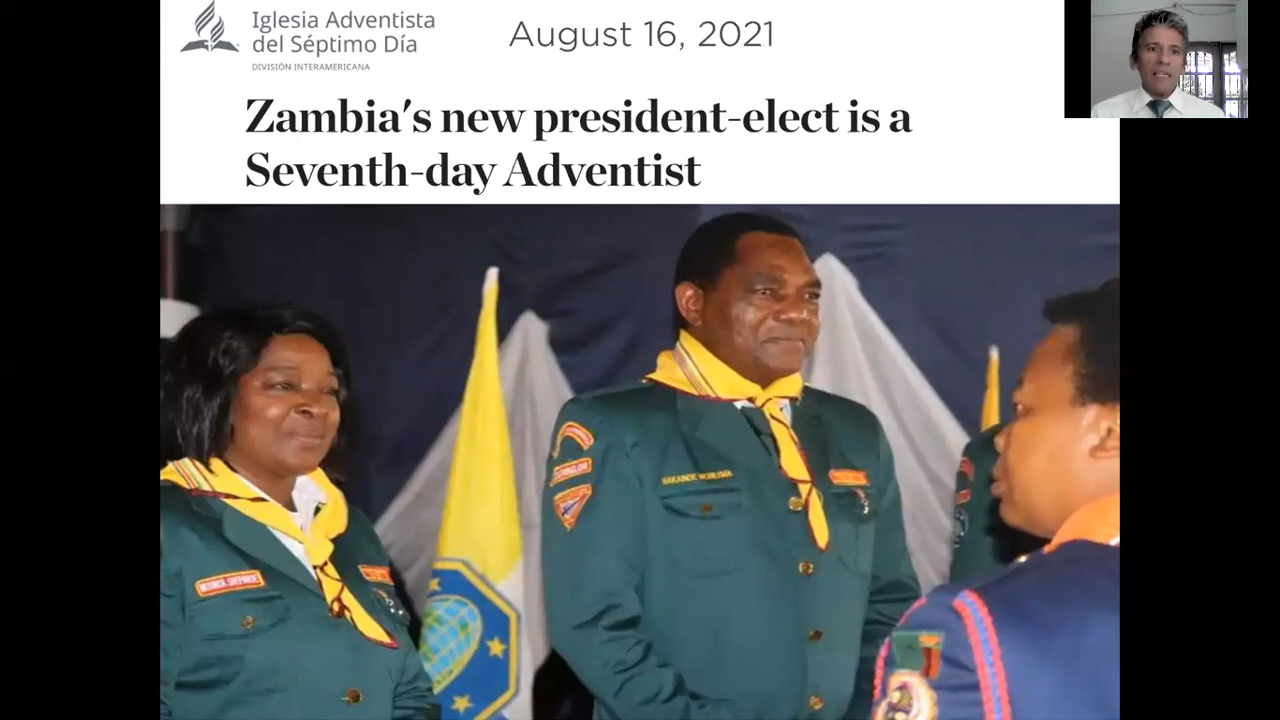 Iglesia Adventista
del Séptimo Día
DIVISIÓN INTERAMERICANA
August 16, 2021
Zambia's new president-elect is a
Seventh-day Adventist